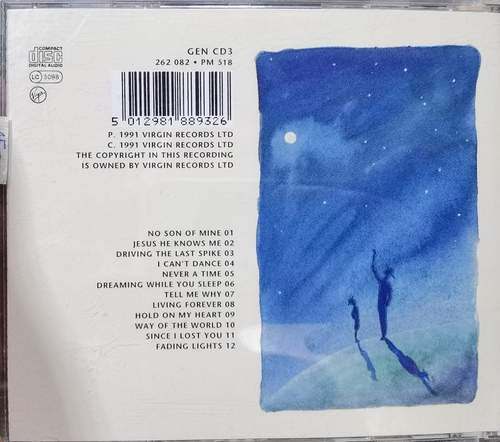 COMPACT
DISC
DIGITAL AUDIO
LC 3098
Virgin
GEN CD3
262 082 • PM 518
5 012981 889326
P. 1991 VIRGIN RECORDS LTD
C. 1991 VIRGIN RECORDS LTD
THE COPYRIGHT IN THIS RECORDING
IS OWNED BY VIRGIN RECORDS LTD
NO SON OF MINE 01
JESUS HE KNOWS ME 02
DRIVING THE LAST SPIKE 03
I CAN'T DANCE 04
NEVER A TIME 05
DREAMING WHILE YOU SLEEP 06
TELL ME WHY 07
LIVING FOREVER 08
HOLD ON MY HEART 09
WAY OF THE WORLD 10
SINCE I LOST YOU 11
FADING LIGHTS 12